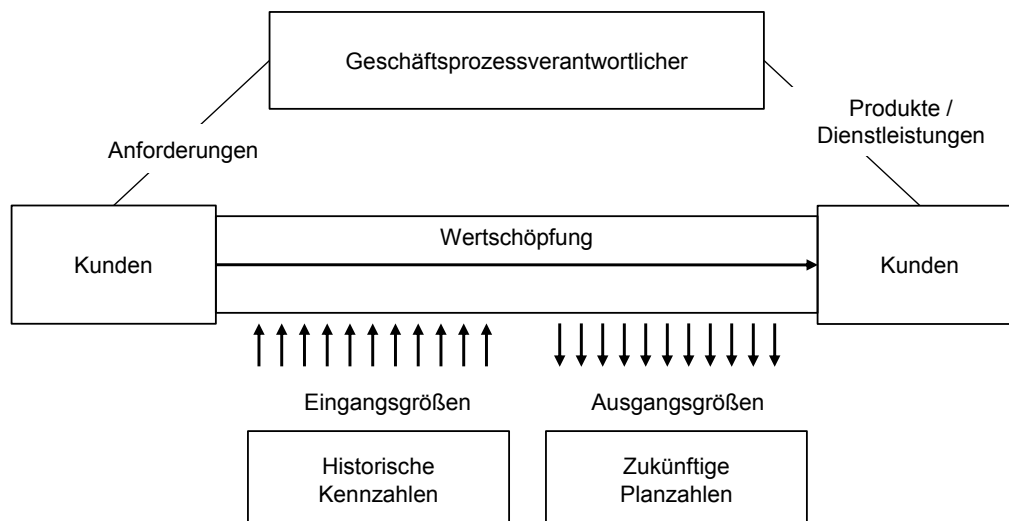 Geschäftsprozessverantwortlicher
Anforderungen
Produkte /
Dienstleistungen
Kunden
Wertschöpfung
Kunden
Eingangsgrößen
Ausgangsgrößen
Historische
Kennzahlen
Zukünftige
Planzahlen